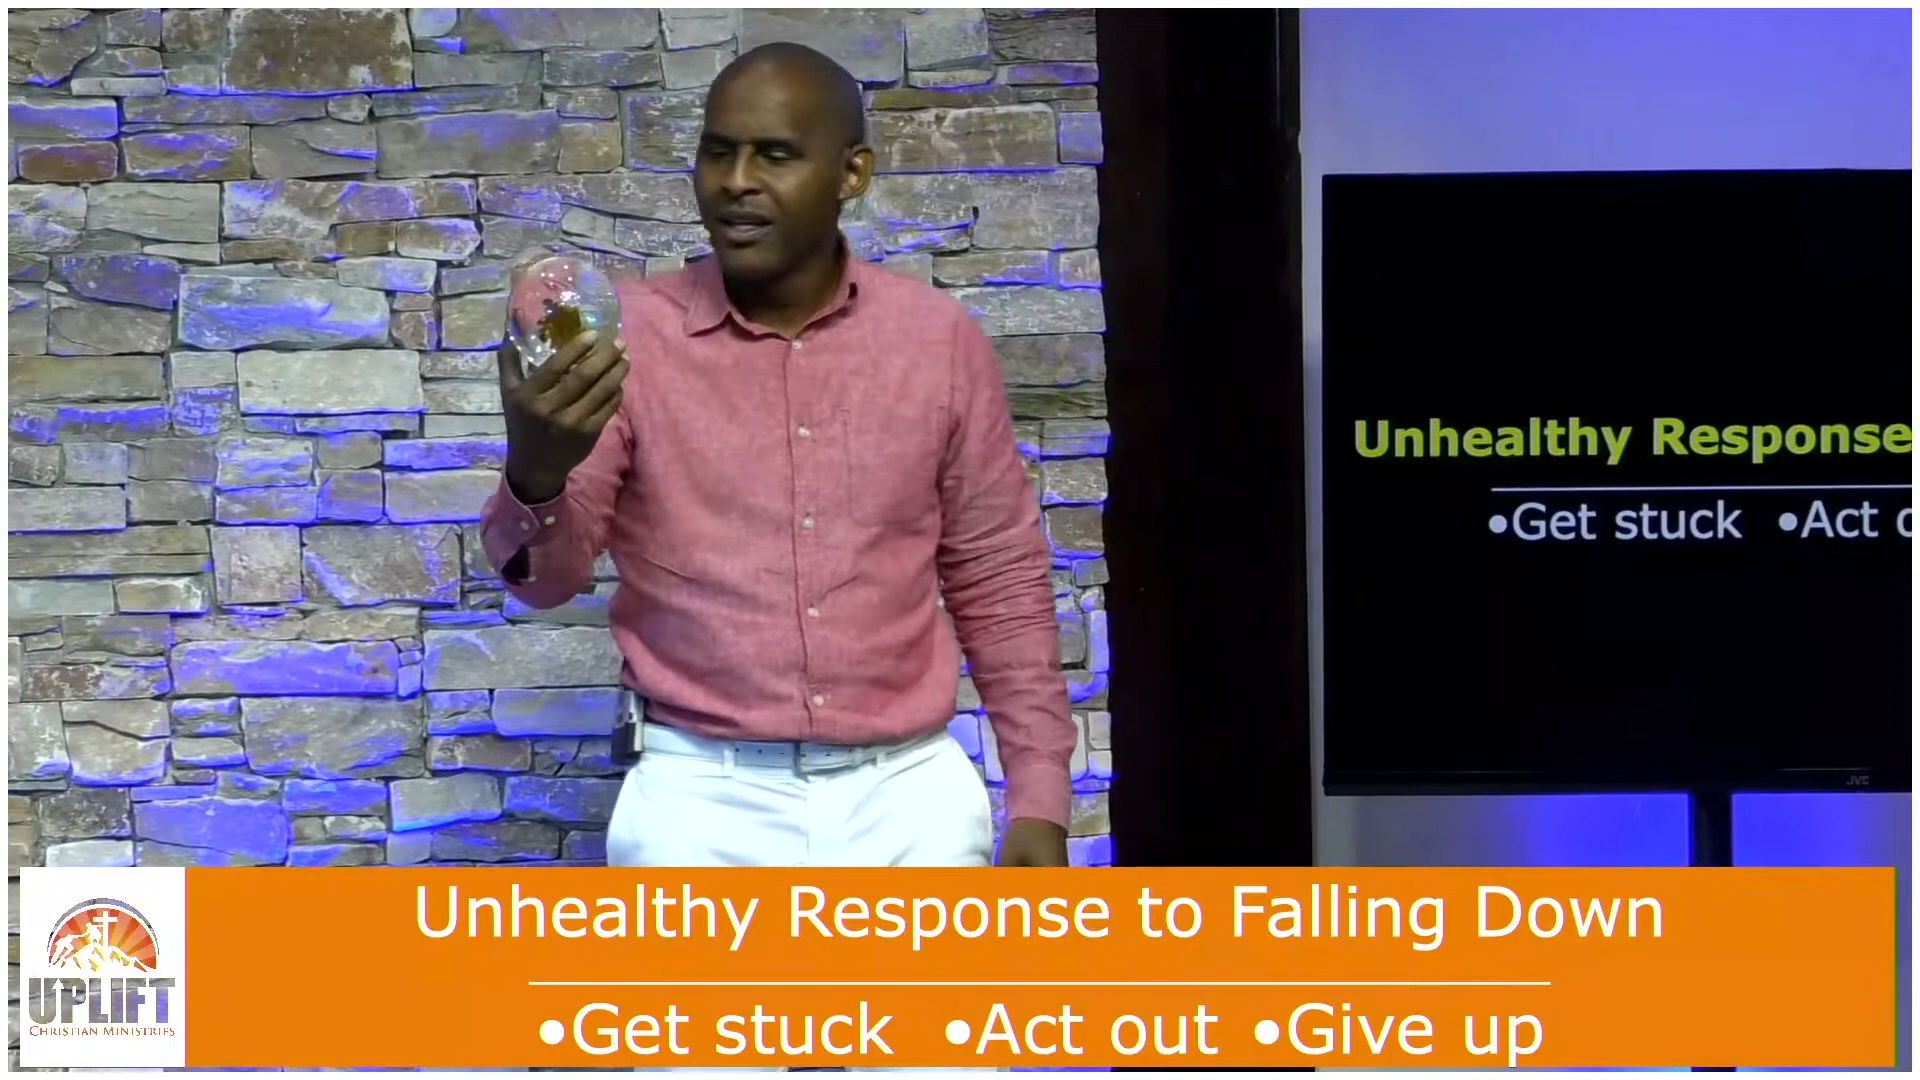 Unhealthy Response
•Get stuck •Act o
JVC
Unhealthy Response to Falling Down
•Get stuck •Act out •Give up
UPLIFT
CHRISTIAN MINISTRIES